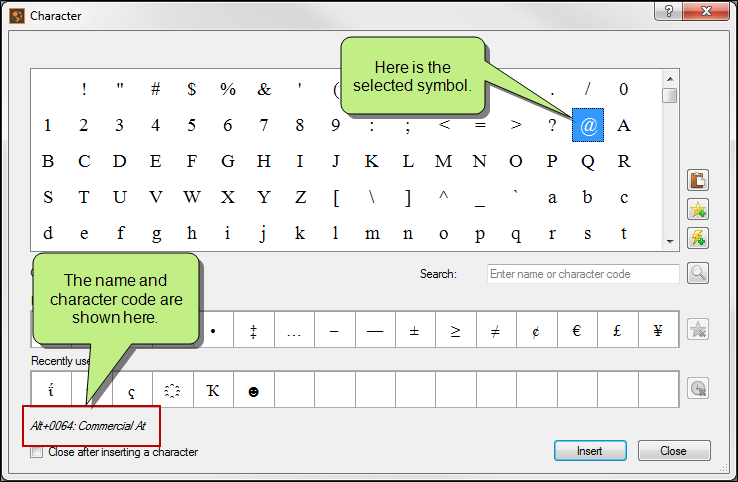 Character
! " # $ % & ' ( . / 0
Here is the
selected symbol.
1 2 3 4 5 6 7 8 9 : ; < = > ? @ A
B C D E F G H I J K L M N O P Q R
S T U V W X Y Z [ \ ] ^ _ ` a b c
d e f g h i j k l m n o p q r s t
The name and
character code are
shown here.
Search: Enter name or character code
• ‡ … – — ± ≥ ≠ ¢ € £ ¥
Recently use
ΐ ç ҈ Ҡ ☻
Alt+0064: Commercial At
Close after inserting a character
Insert Close